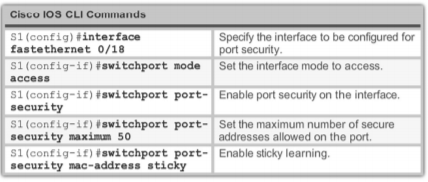 Cisco IOS CLI Commands
S1(config)#interface
fastethernet 0/18
Specify the interface to be configured for
port security.
S1(config-if)#switchport mode
access
Set the interface mode to access.
S1(config-if)#switchport port-
security
Enable port security on the interface.
S1(config-if)#switchport port-
security maximum 50
Set the maximum number of secure
addresses allowed on the port.
S1(config-if)#switchport port-
security mac-address sticky
Enable sticky learning.